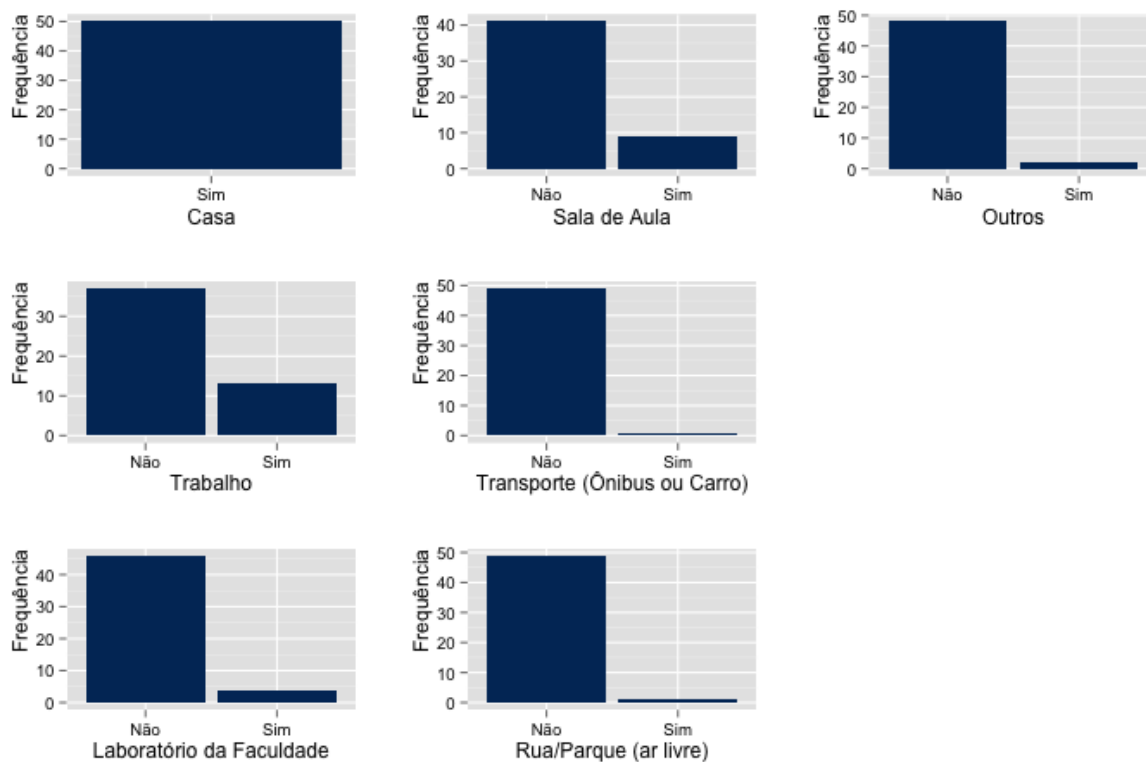 Frequência
50
40
30
20
10
0
Sim
Casa
Frequência
40
30
20
10
0
Não Sim
Sala de Aula
Frequência
50
40
30
20
10
0
Não Sim
Outros
Frequência
30
20
10
0
Não Sim
Trabalho
Frequência
50
40
30
20
10
0
Não Sim
Transporte (Ônibus ou Carro)
Frequência
40
30
20
10
0
Não Sim
Laboratório da Faculdade
Frequência
50
40
30
20
10
0
Não Sim
Rua/Parque (ar livre)